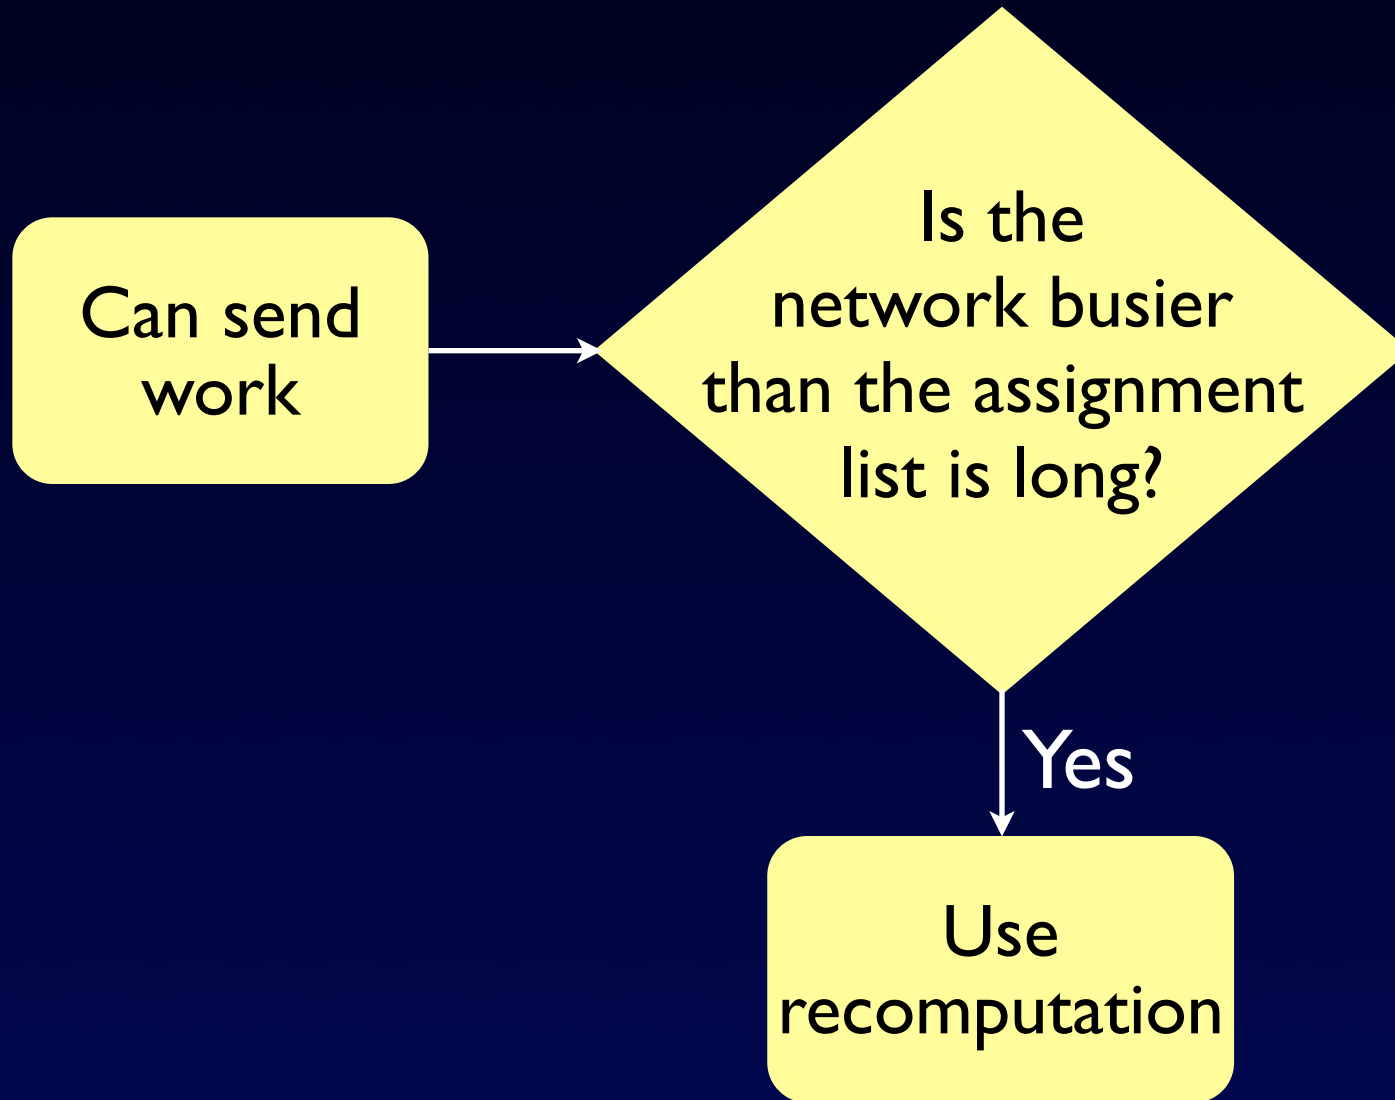 Can send
work
Is the
network busier
than the assignment
list is long?
Yes
Use
recomputation